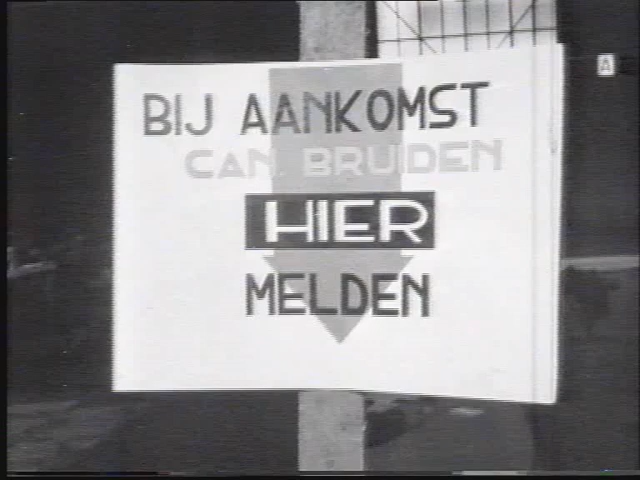 BIJ AANKOMST
CAN. BRUIDEN
HIER
MELDEN
A